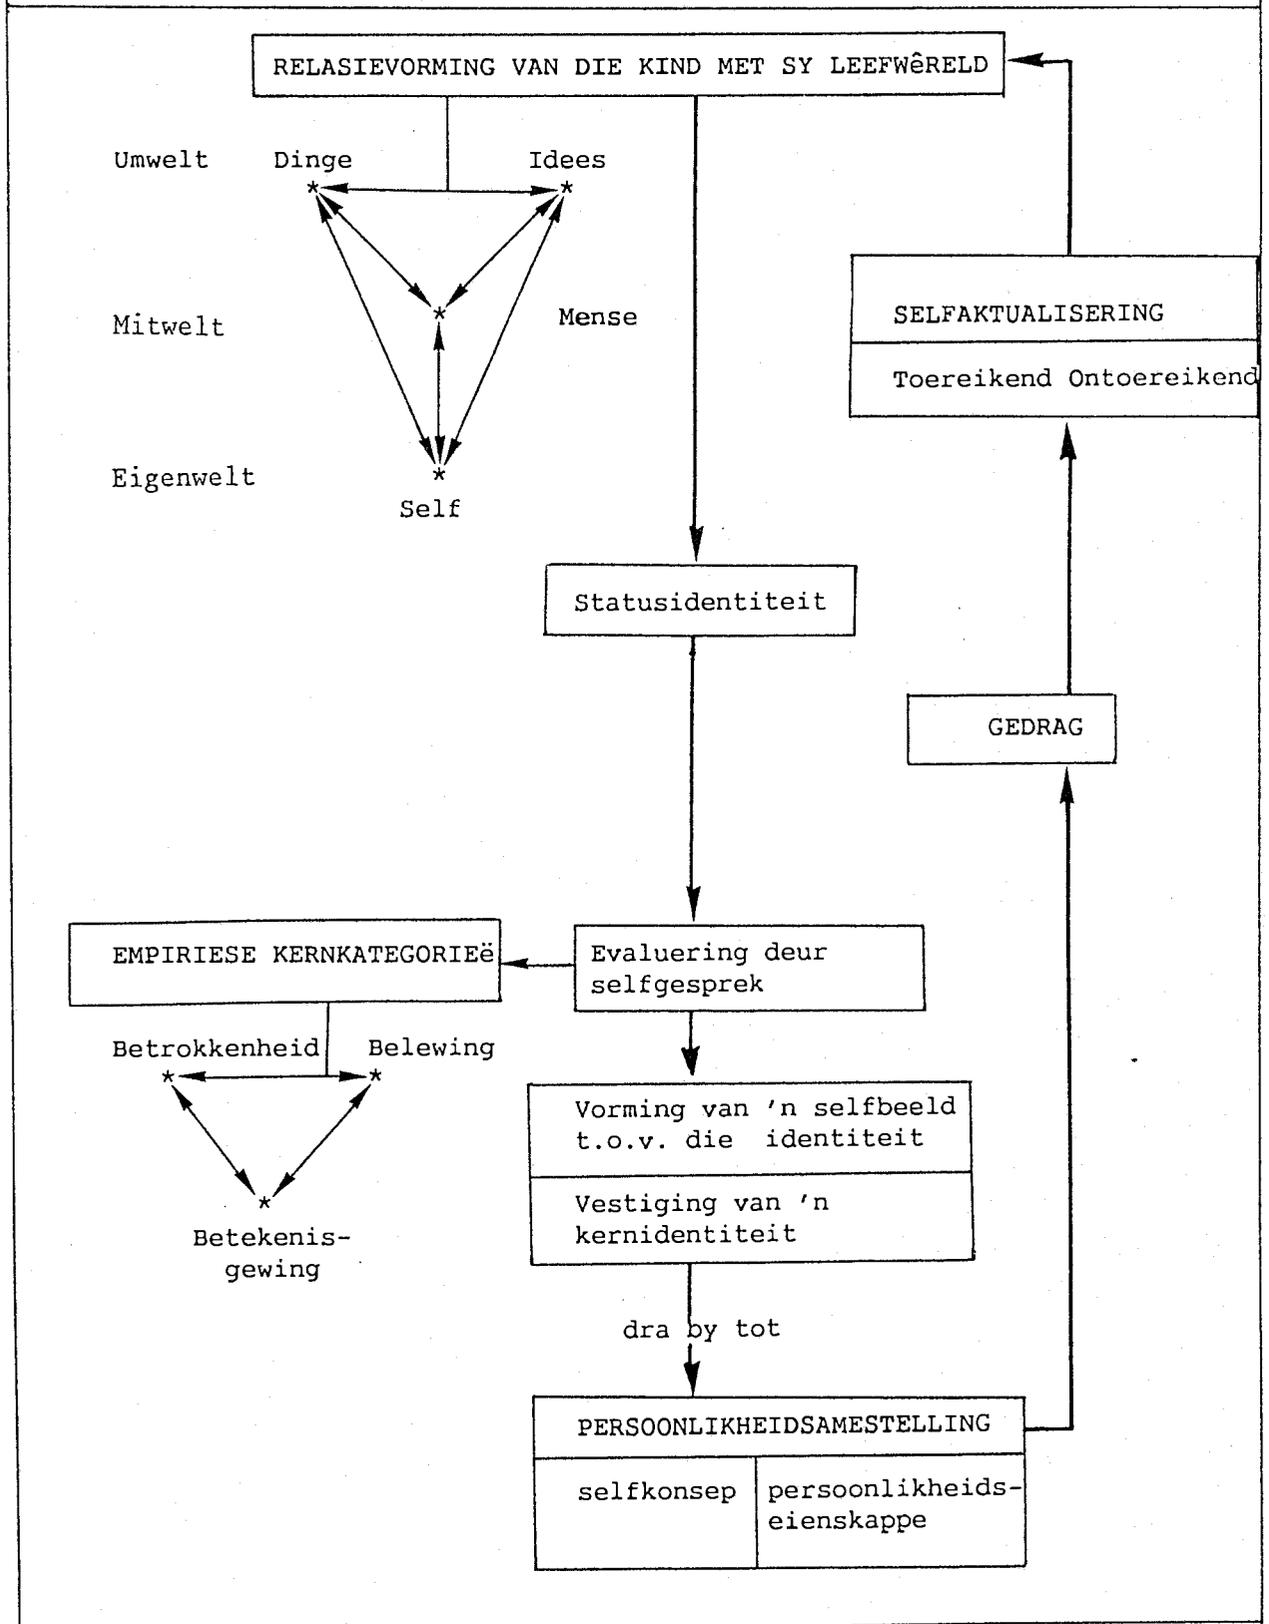 RELASIEVORMING VAN DIE KIND MET SY LEEFWêRELD
Umwelt Dinge Idees
Mitwelt Mense
Eigenwelt
Self
SELFAKTUALISERING
Toereikend Ontoereikend
Statusidentiteit
GEDRAG
EMPIRIESE KERNKATEGORIEë
Evaluering deur
selfgesprek
Betrokkenheid Belewing
Betekenis-
gewing
Vorming van 'n selfbeeld
t.o.v. die identiteit
Vestiging van 'n
kernidentiteit
dra by tot
PERSOONLIKHEIDSAMESTELLING
selfkonsep
persoonlikheids-
eienskappe